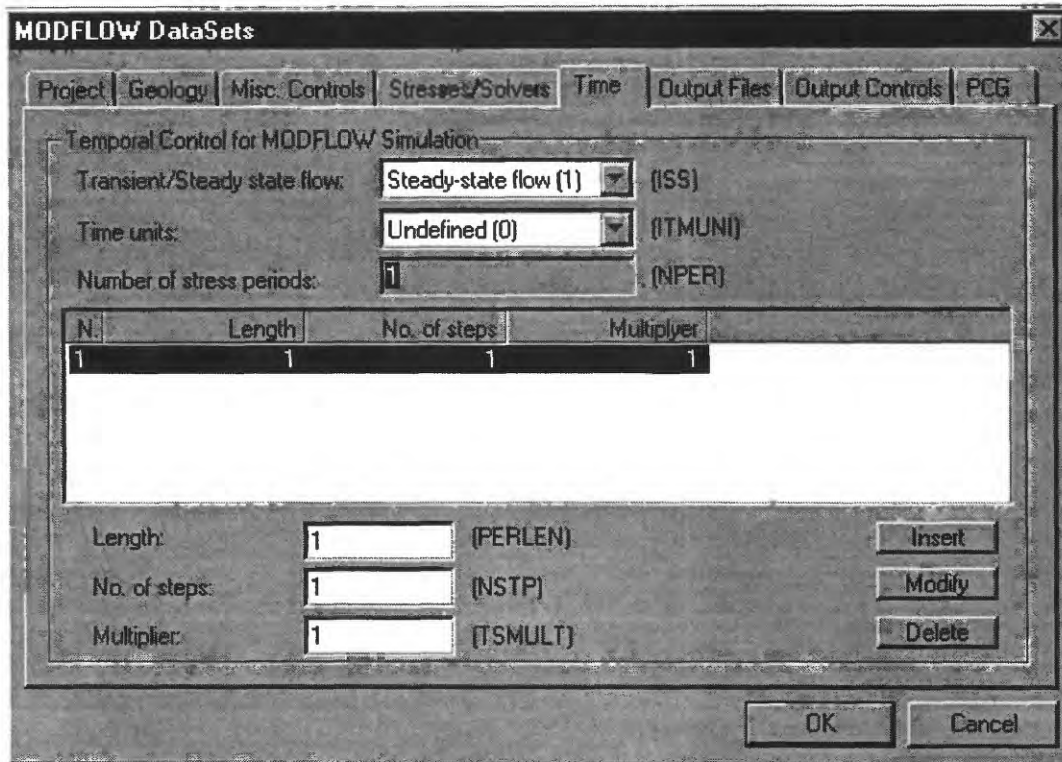 MODFLOW DataSets
Project Geology Misc. Controls Stresses/Solvers Time Output Files Output Controls PCG
Temporal Control for MODFLOW Simulation
Transient/Steady state flow: Steady-state flow (1) (ISS)
Time units: Undefined (0) (ITMUNI)
Number of stress periods: 1 (NPER)
N. Length No. of steps Multiplyer
1 1 1 1
Length: 1 (PERLEN) Insert
No. of steps: 1 (NSTP) Modify
Multiplier: 1 (TSMULT) Delete
OK Cancel